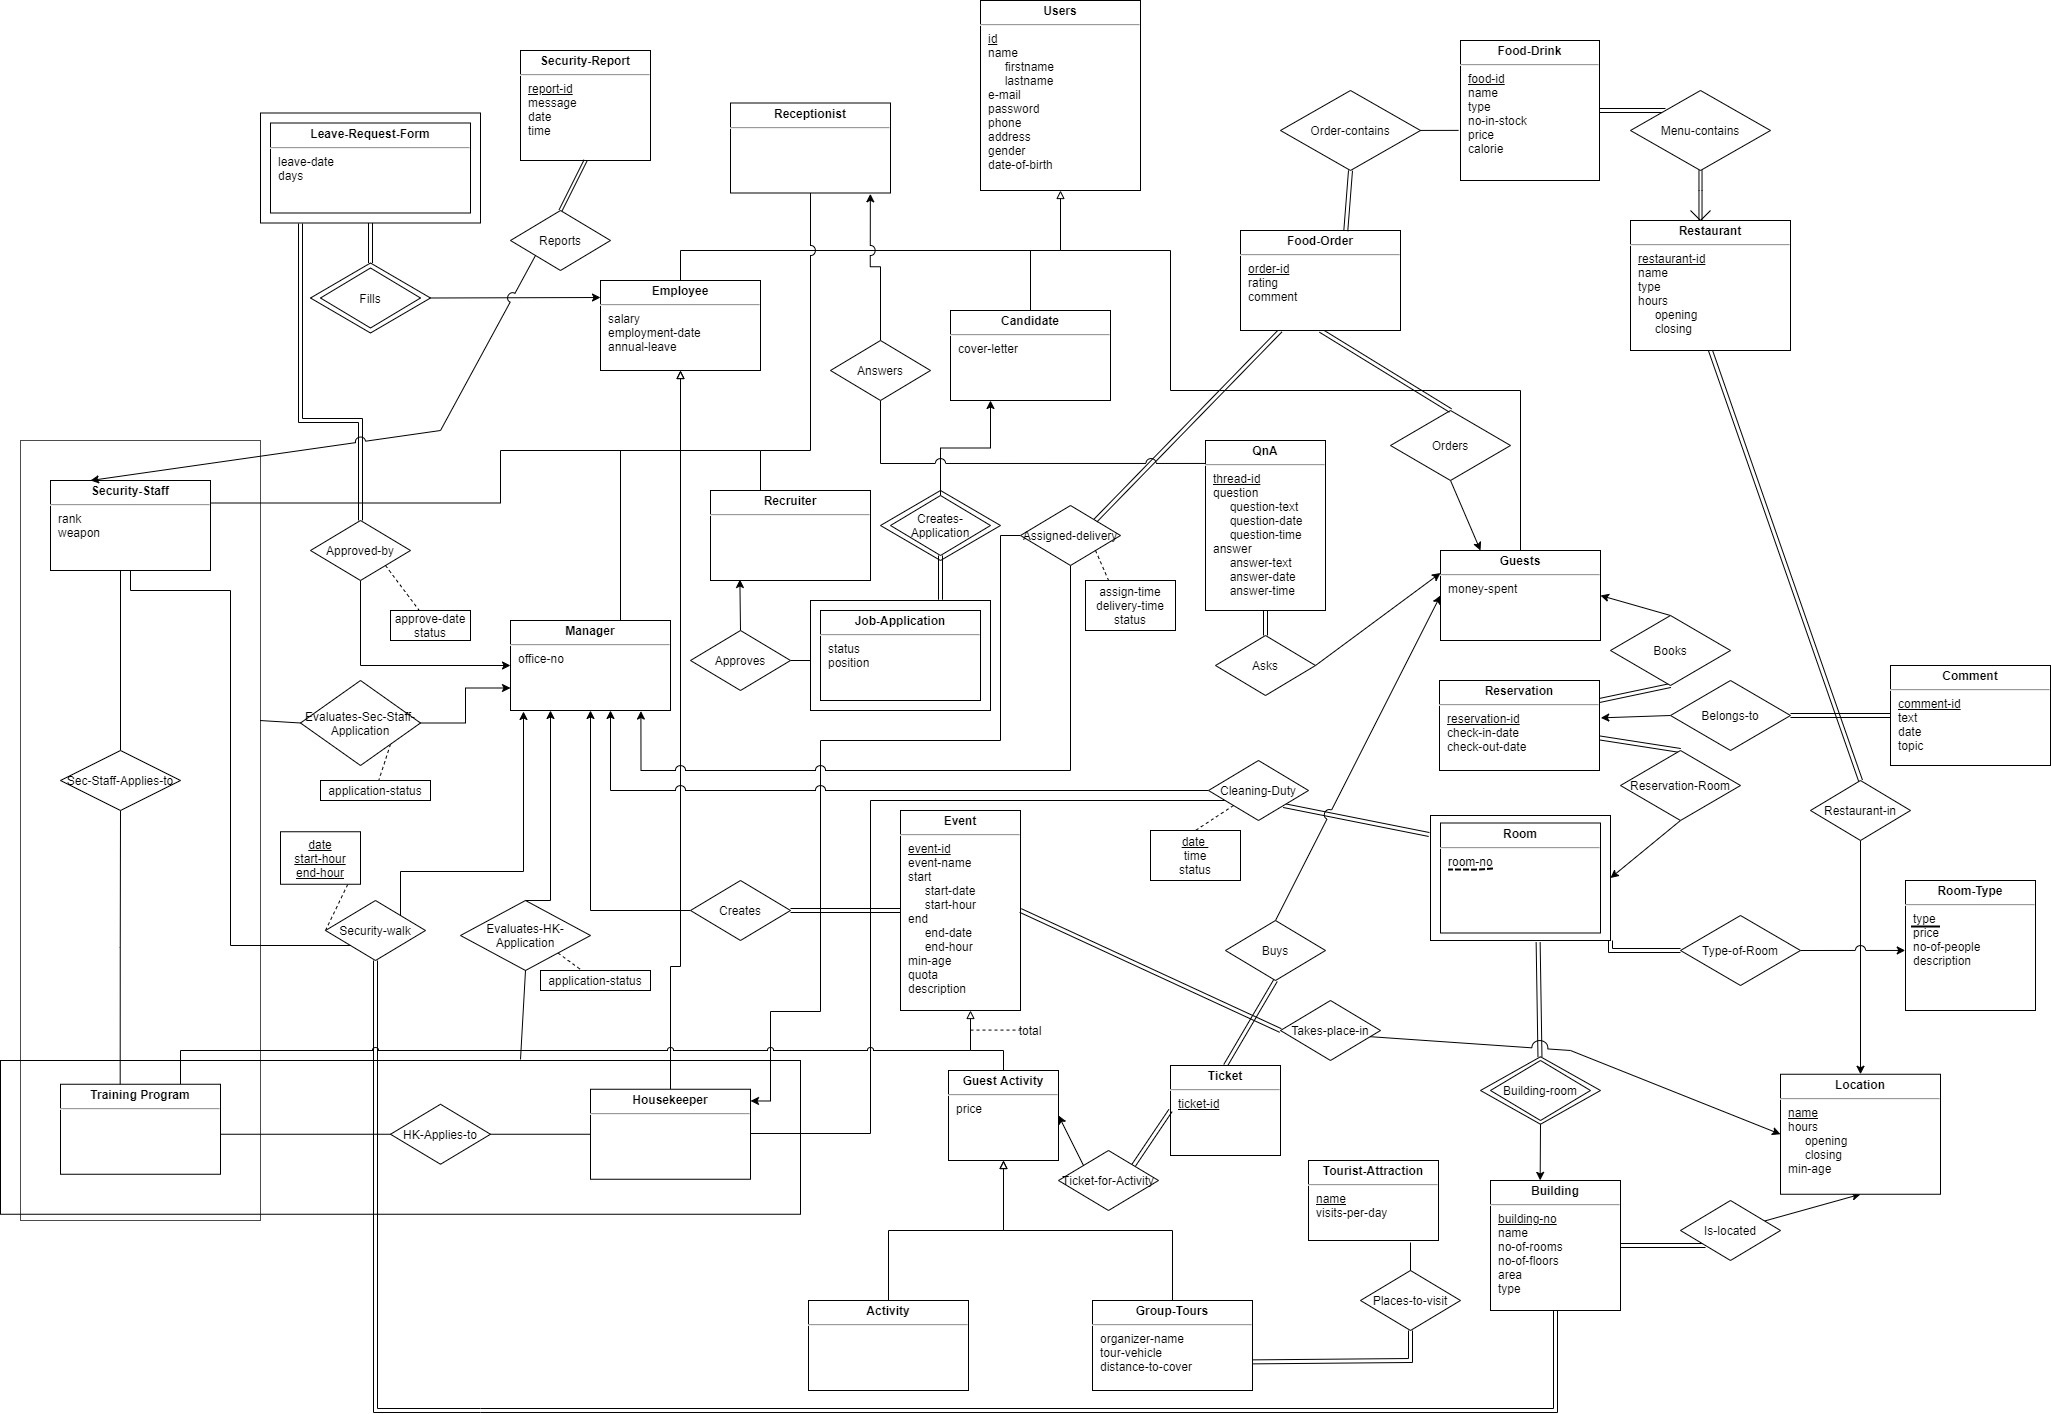 Users
id
name
firstname
lastname
e-mail
password
phone
address
gender
date-of-birth
Security-Report
report-id
message
date
time
Food-Drink
food-id
name
type
no-in-stock
price
calorie
Order-contains
Menu-contains
Receptionist
Leave-Request-Form
leave-date
days
Reports
Fills
Employee
salary
employment-date
annual-leave
Candidate
cover-letter
Food-Order
order-id
rating
comment
Restaurant
restaurant-id
name
type
hours
opening
closing
Answers
Orders
QnA
thread-id
question
question-text
question-date
question-time
answer
answer-text
answer-date
answer-time
Security-Staff
rank
weapon
Recruiter
Creates-
Application
Assigned-delivery
assign-time
delivery-time
status
Approved-by
approve-date
status
Guests
money-spent
Manager
office-no
Approves
Job-Application
status
position
Asks
Books
Reservation
reservation-id
check-in-date
check-out-date
Belongs-to
Comment
comment-id
text
date
topic
Evaluates-Sec-Staff-
Application
application-status
Sec-Staff-Applies-to
Cleaning-Duty
date
time
status
Reservation-Room
Restaurant-in
Room
room-no
date
start-hour
end-hour
Security-walk
Evaluates-HK-
Application
application-status
Creates
Event
event-id
event-name
start
start-date
start-hour
end
end-date
end-hour
min-age
quota
description
total
Buys
Type-of-Room
Room-Type
type
price
no-of-people
description
Takes-place-in
Training Program
HK-Applies-to
Housekeeper
Guest Activity
price
Ticket
ticket-id
Ticket-for-Activity
Building-room
Location
name
hours
opening
closing
min-age
Tourist-Attraction
name
visits-per-day
Building
building-no
name
no-of-rooms
no-of-floors
area
type
Is-located
Places-to-visit
Activity
Group-Tours
organizer-name
tour-vehicle
distance-to-cover